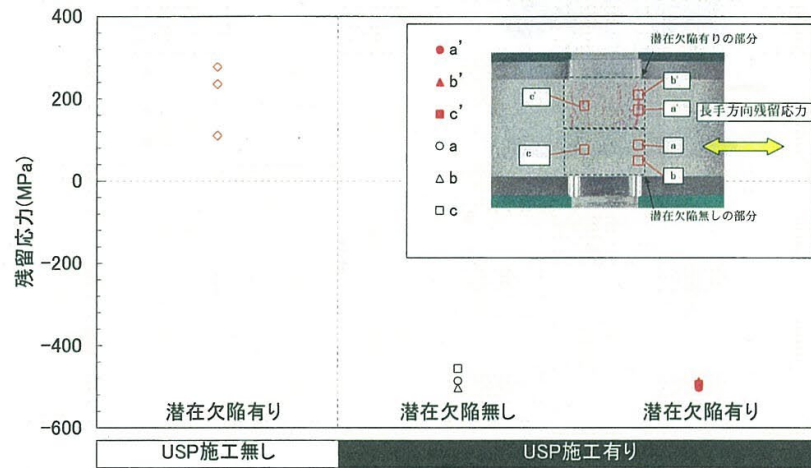 残留応力(MPa)
400
200
0
-200
-400
-600
a'
b'
c'
a
b
c
潜在欠陥有りの部分
b'
c'
a'
長手方向残留応力
a
c
b
潜在欠陥無しの部分
潜在欠陥有り
潜在欠陥無し
潜在欠陥有り
USP施工無し
USP施工有り